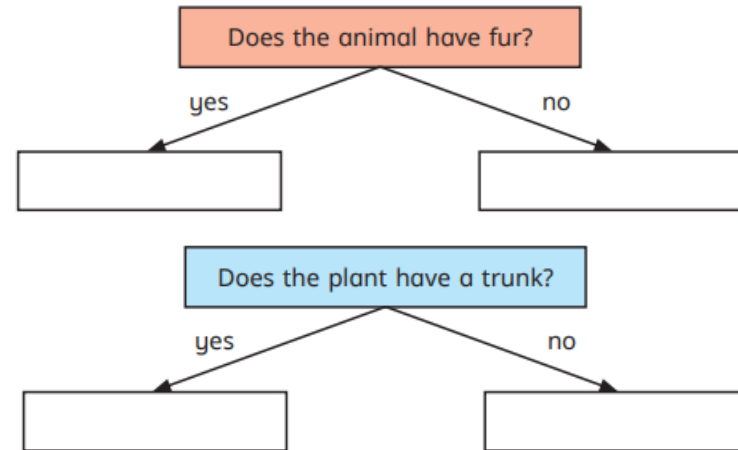 Does the animal have fur?
yes
no
Does the plant have a trunk?
yes
no